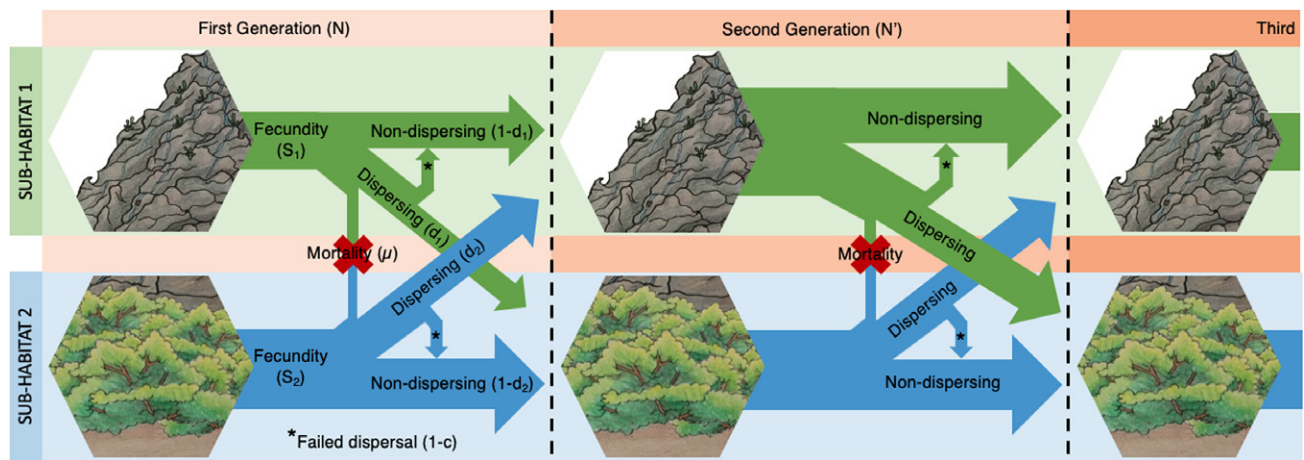 First Generation (N)
Second Generation (N’)
Third
SUB-HABITAT 1
Fecundity
(S₁)
Non-dispersing (1-d₁)
*
Dispersing (d₁)
Non-dispersing
*
Dispersing
Mortality (µ)
Mortality
SUB-HABITAT 2
Dispersing (d₂)
Fecundity
(S₂)
*
Non-dispersing (1-d₂)
*Failed dispersal (1-c)
Dispersing
*
Non-dispersing